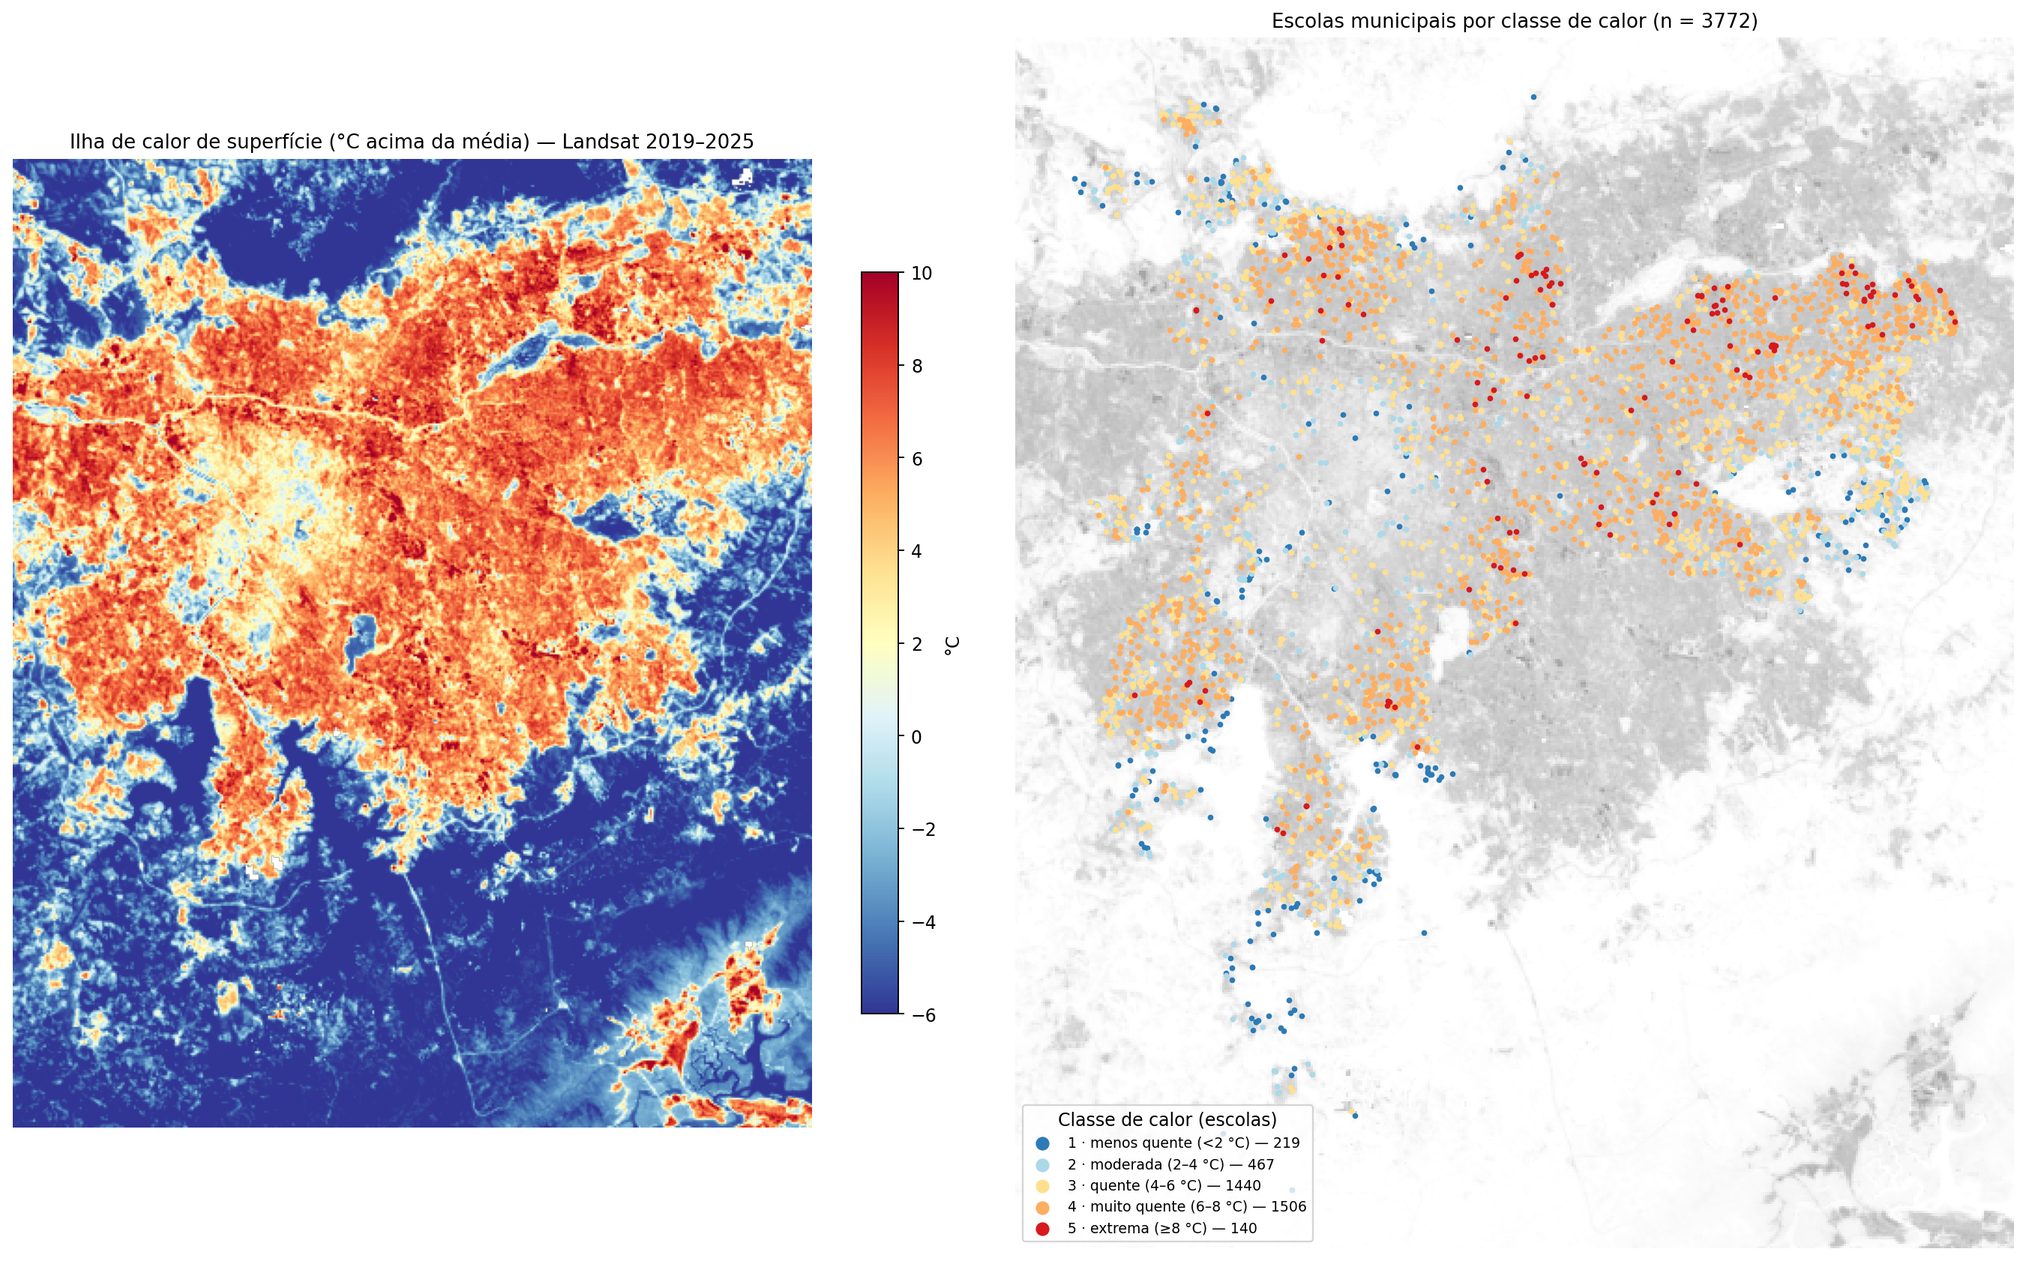 Ilha de calor de superfície (°C acima da média) — Landsat 2019–2025
10
8
6
4
2
0
−2
−4
−6
°C
Escolas municipais por classe de calor (n = 3772)
Classe de calor (escolas)
1 · menos quente (<2 °C) — 219
2 · moderada (2–4 °C) — 467
3 · quente (4–6 °C) — 1440
4 · muito quente (6–8 °C) — 1506
5 · extrema (≥8 °C) — 140